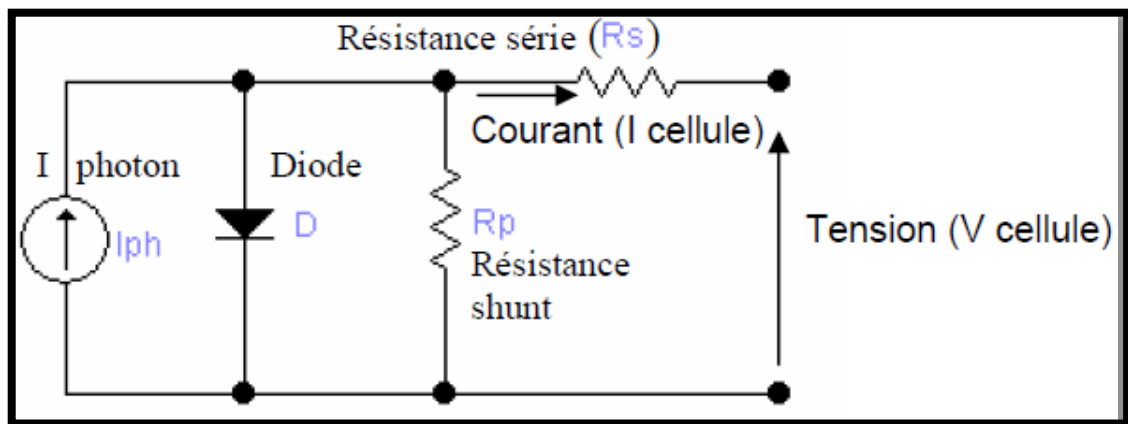 Résistance série (Rs)
Courant (I cellule)
I photon
Diode
Iph
D
Rp
Résistance
shunt
Tension (V cellule)